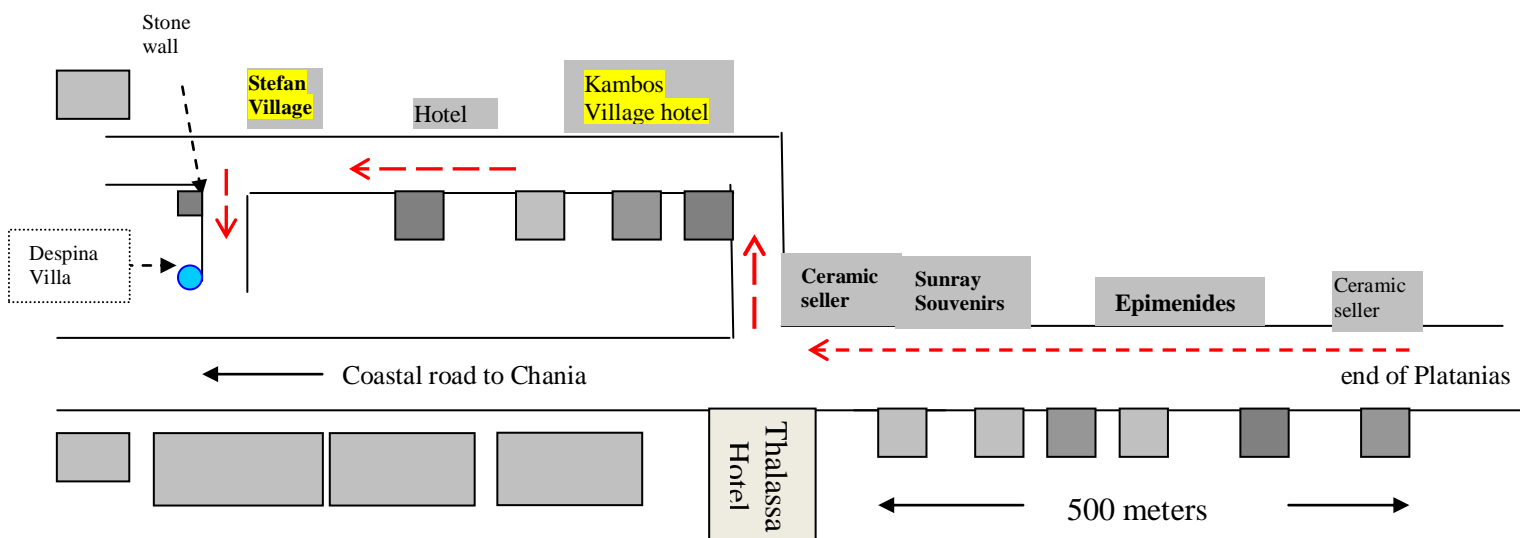 Stone
wall
Stefan
Village
Hotel
Kambos
Village hotel
Despina
Villa
Ceramic
seller
Sunray
Souvenirs
Epimenides
Ceramic
seller
Coastal road to Chania
end of Platanias
Thalassa
Hotel
500 meters